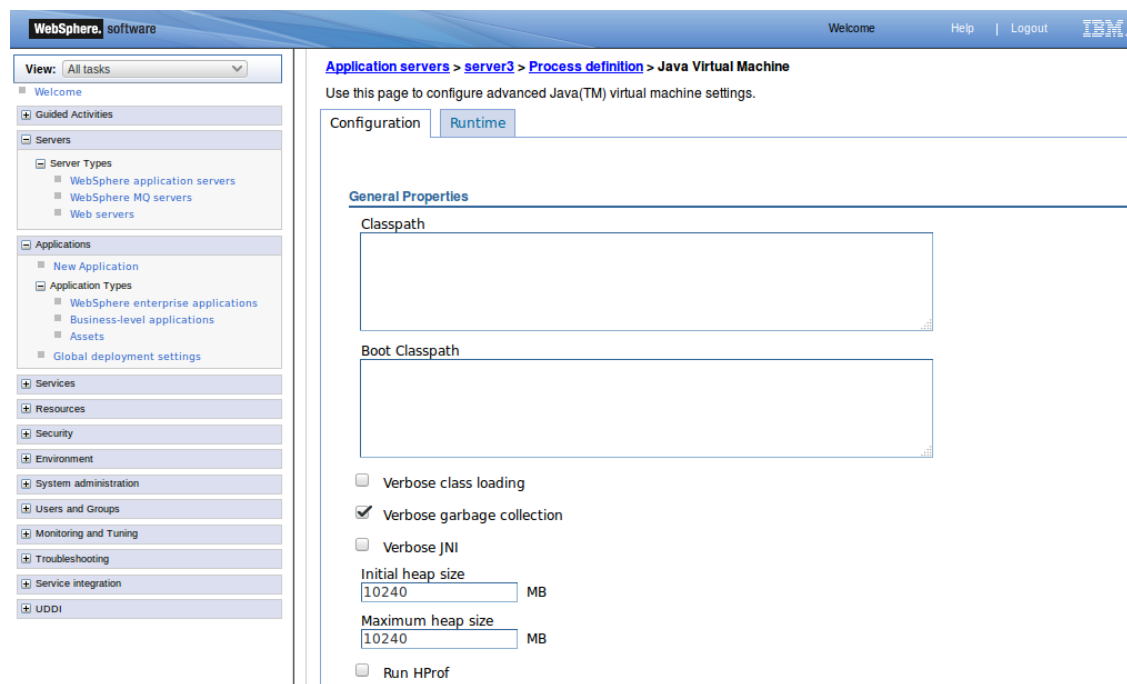 WebSphere. software
Welcome Help | Logout IBM.
View: All tasks
Welcome
Guided Activities
Servers
Server Types
WebSphere application servers
WebSphere MQ servers
Web servers
Applications
New Application
Application Types
WebSphere enterprise applications
Business-level applications
Assets
Global deployment settings
Services
Resources
Security
Environment
System administration
Users and Groups
Monitoring and Tuning
Troubleshooting
Service integration
UDDI
Application servers > server3 > Process definition > Java Virtual Machine
Use this page to configure advanced Java(TM) virtual machine settings.
Configuration Runtime
General Properties
Classpath
Boot Classpath
Verbose class loading
Verbose garbage collection
Verbose JNI
Initial heap size
10240 MB
Maximum heap size
10240 MB
Run HProf